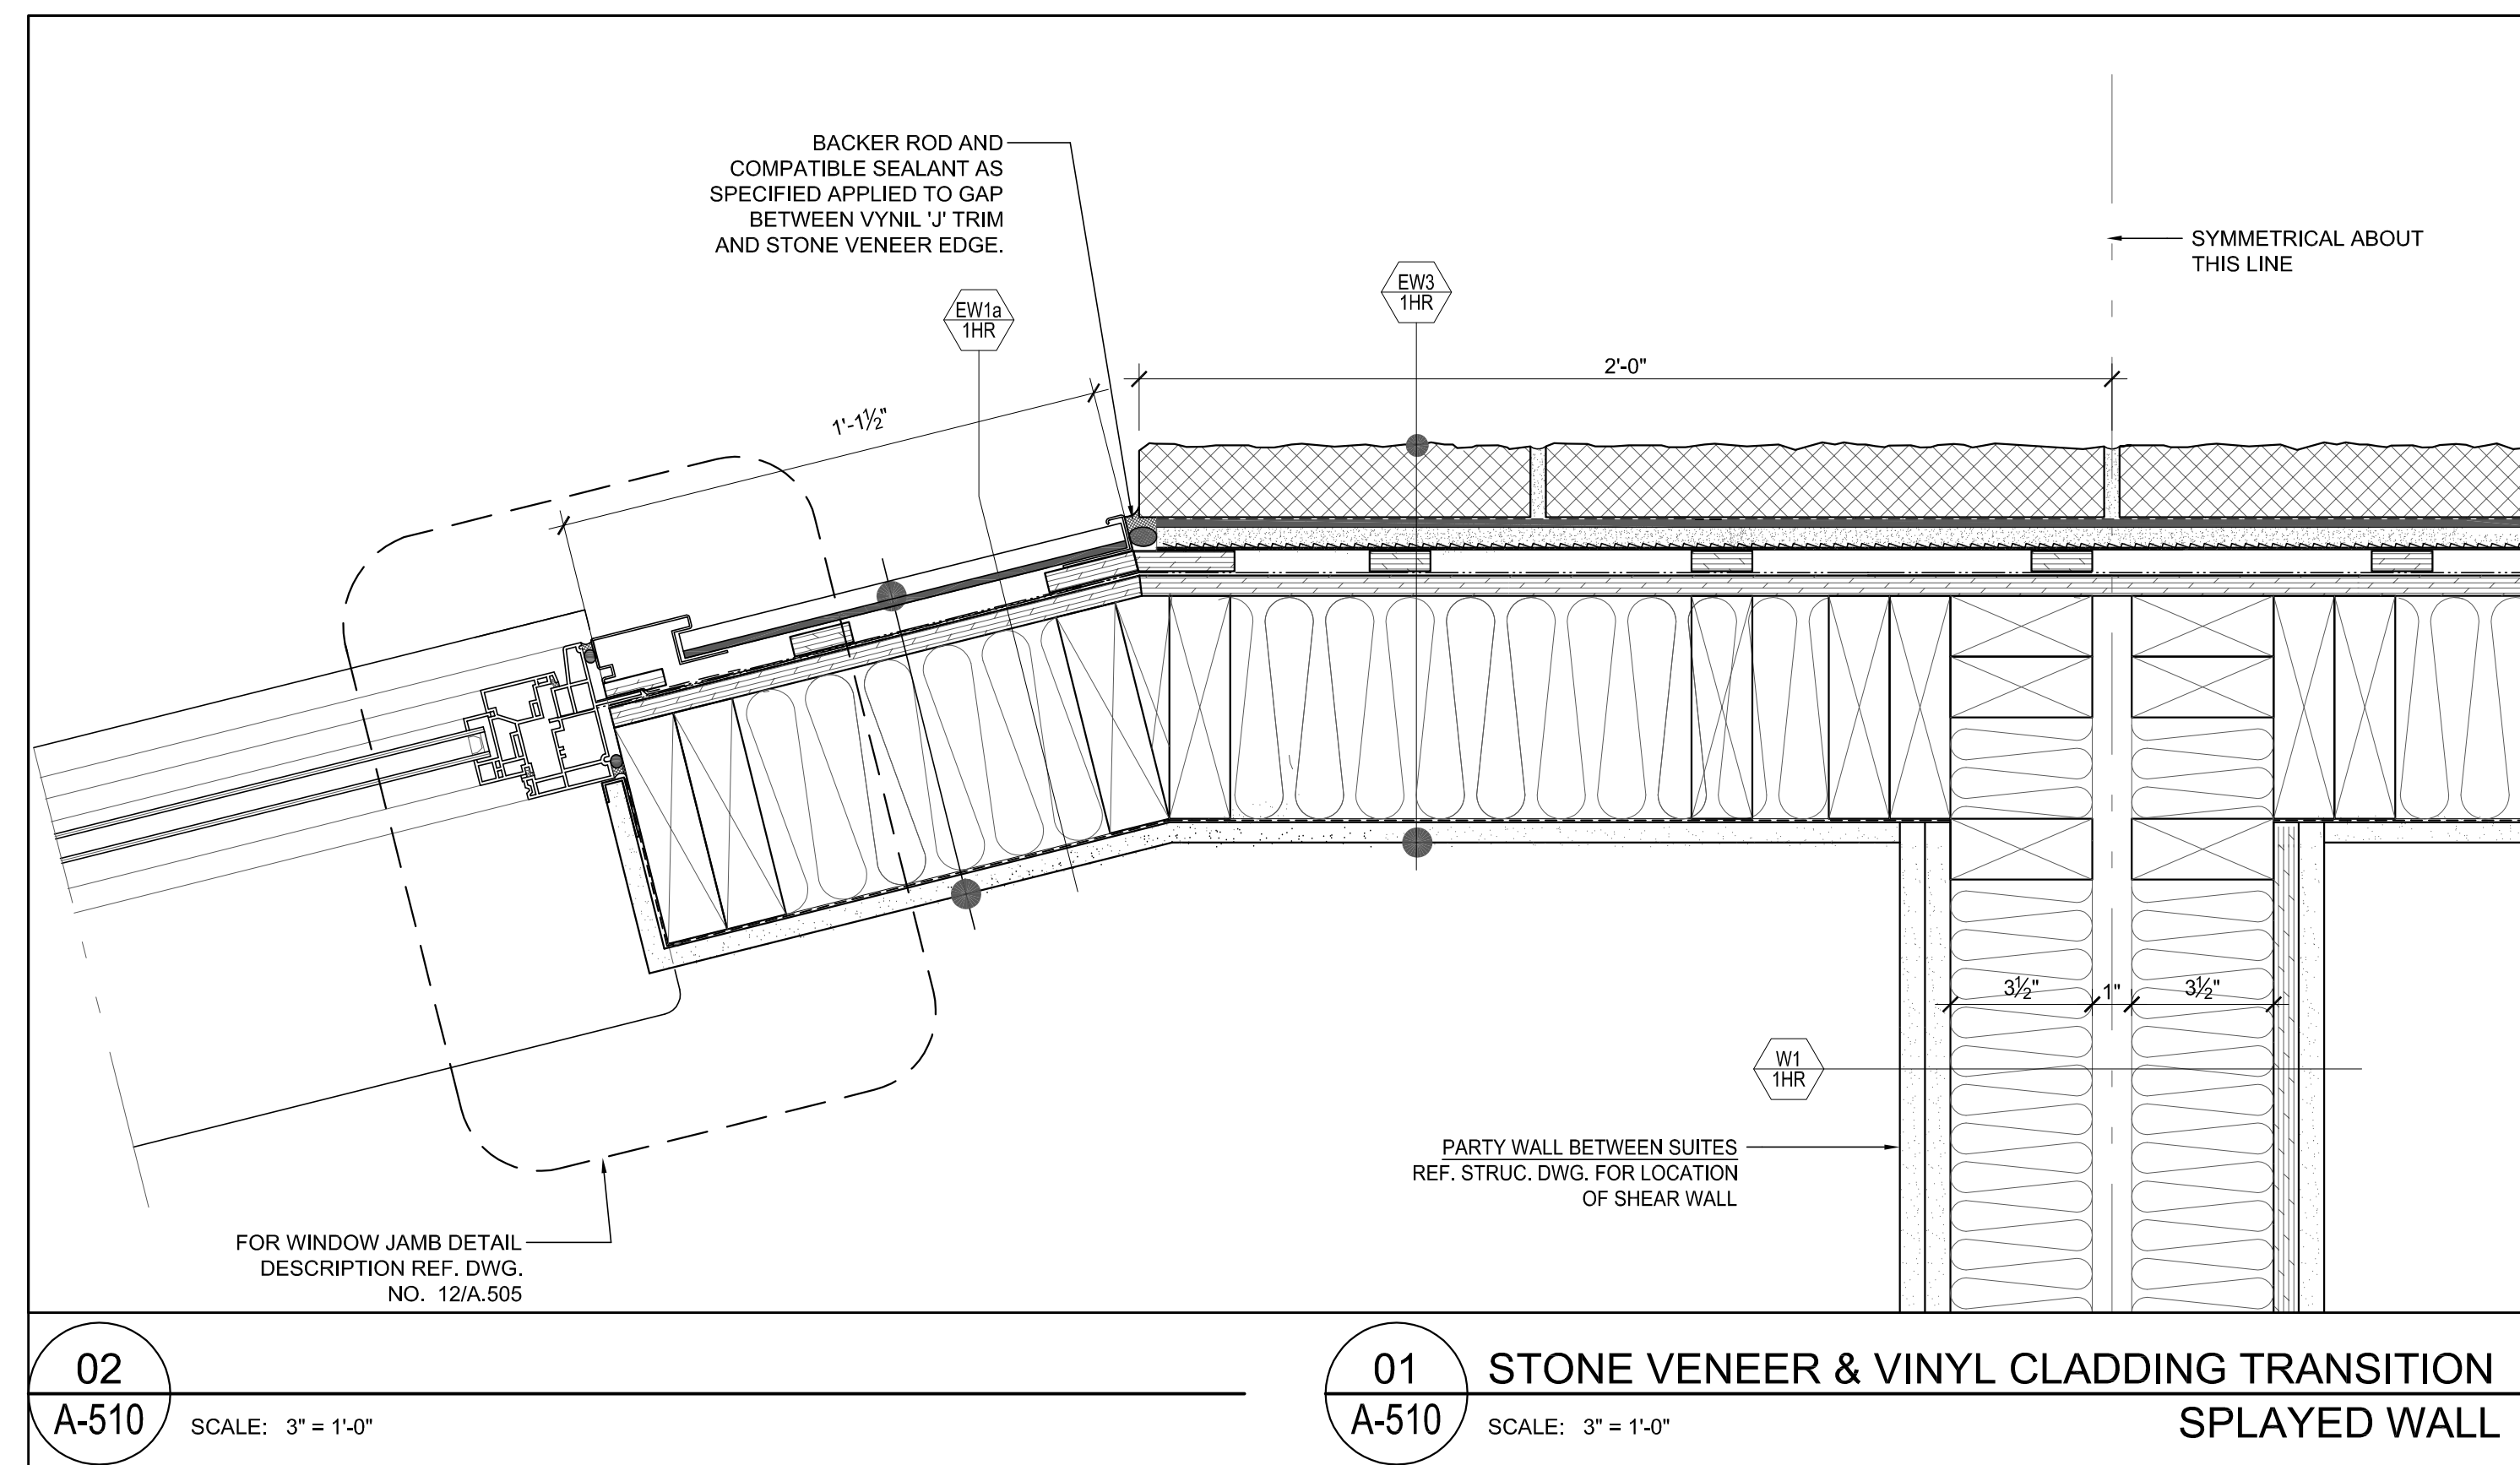 BACKER ROD AND
COMPATIBLE SEALANT AS
SPECIFIED APPLIED TO GAP
BETWEEN VYNIL 'J' TRIM
AND STONE VENEER EDGE.
EW1a
1HR
EW3
1HR
SYMMETRICAL ABOUT
THIS LINE
2'-0"
1'-1½"
3½"
1"
3½"
W1
1HR
PARTY WALL BETWEEN SUITES
REF. STRUC. DWG. FOR LOCATION
OF SHEAR WALL
FOR WINDOW JAMB DETAIL
DESCRIPTION REF. DWG.
NO. 12/A.505
02
A-510
SCALE: 3" = 1'-0"
01
A-510
STONE VENEER & VINYL CLADDING TRANSITION
SCALE: 3" = 1'-0"
SPLAYED WALL